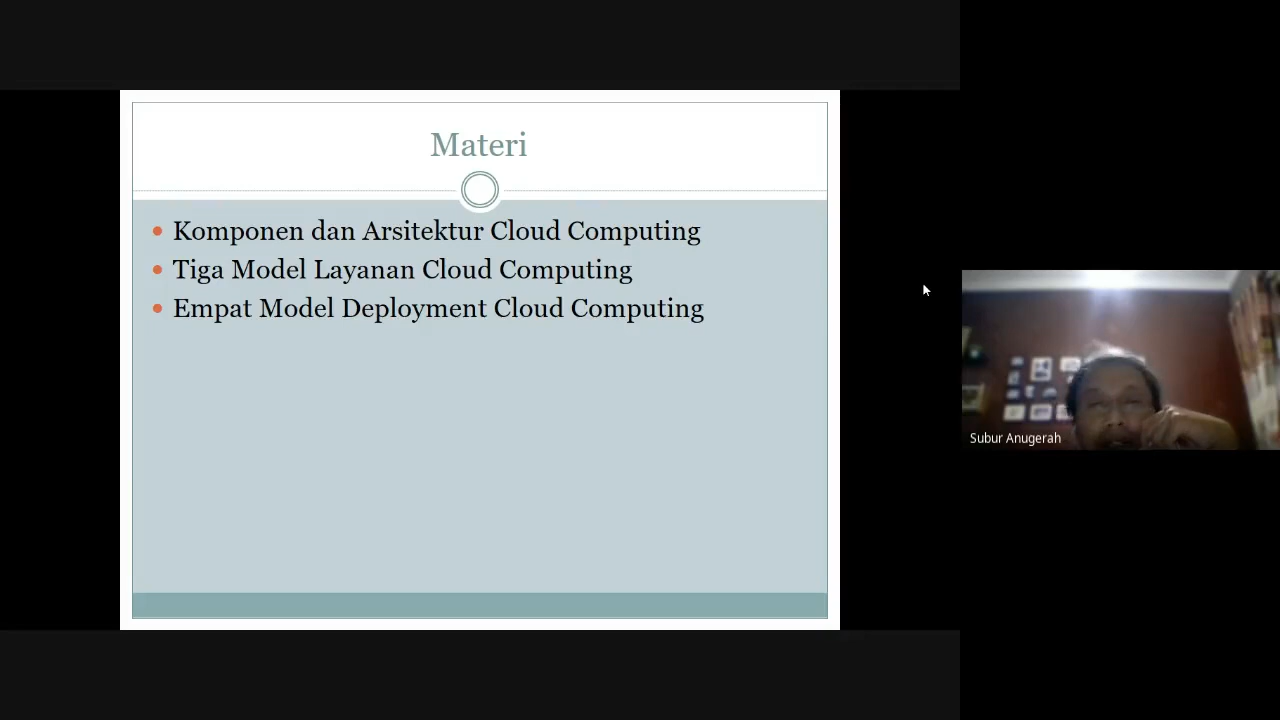 Materi
Komponen dan Arsitektur Cloud Computing
Tiga Model Layanan Cloud Computing
Empat Model Deployment Cloud Computing
Subur Anugerah